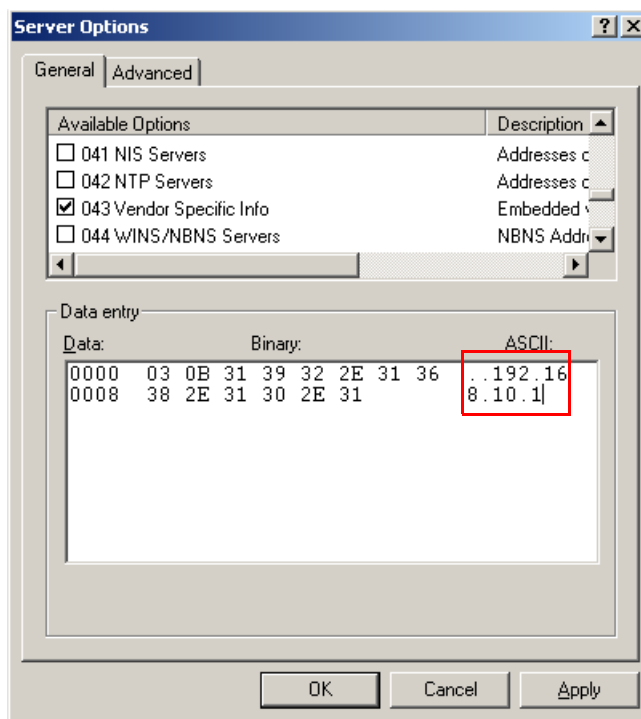 Server Options
General Advanced
Available Options Description
041 NIS Servers Addresses
042 NTP Servers Addresses
043 Vendor Specific Info Embedded
044 WINS/NBNS Servers NBNS
Data entry
Data: Binary: ASCII:
0000 03 0B 31 39 32 2E 31 36 ..192.16
0008 38 2E 31 30 2E 31 8.10.1
OK Cancel Apply